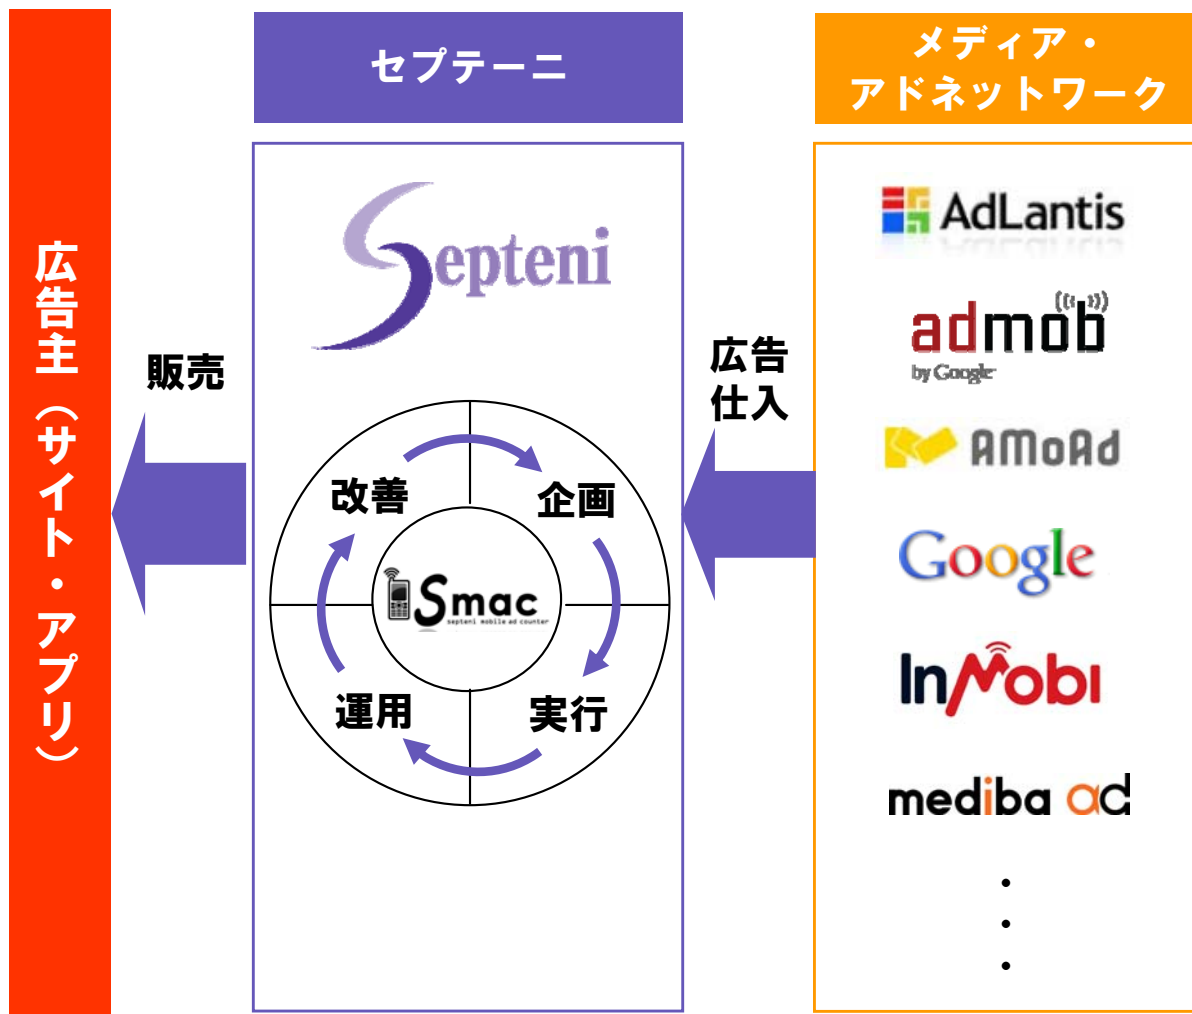 広告主（サイト・アプリ）
販売
セプテーニ
Septeni
改善
企画
Smac
septeni mobile ad counter
運用
実行
広告
仕入
メディア・
アドネットワーク
AdLantis
admob
by Google
AMoAd
Google
InMobi
mediba ad
・
・
・